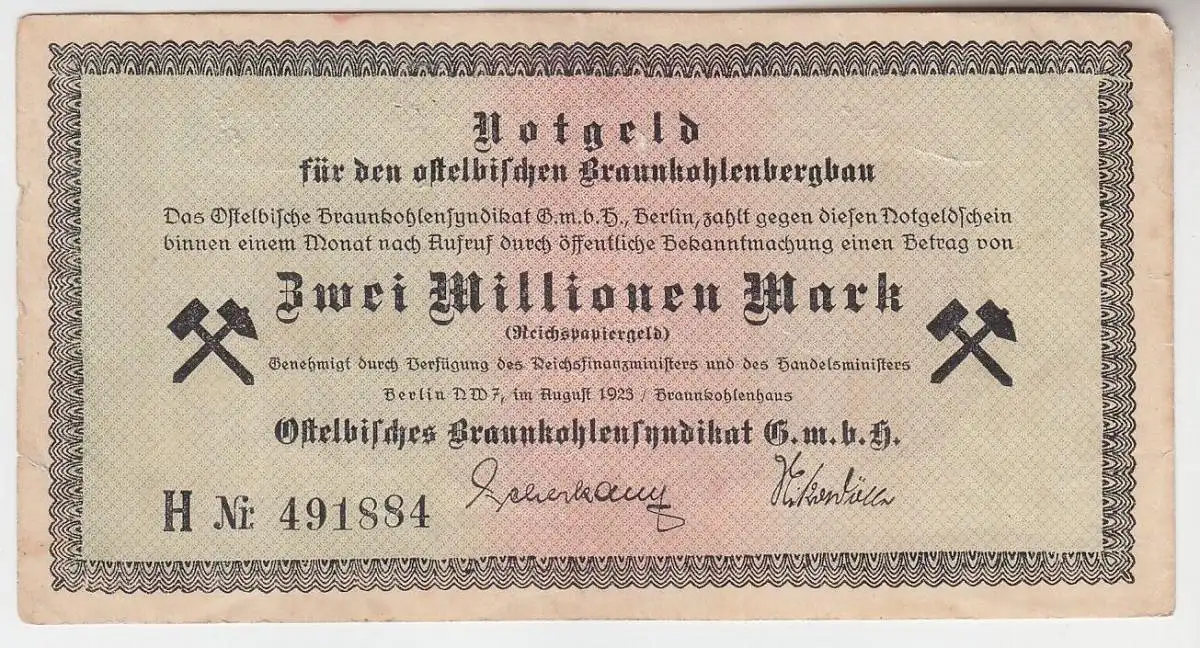 Notgeld
für den ostelbischen Braunkohlenbergbau
Das Ostelbische Braunkohlensyndikat G.m.b.H., Berlin, zahlt gegen diesen Notgeldschein
binnen einem Monat nach Aufruf durch öffentliche Bekanntmachung einen Betrag von
Zwei Millionen Mark
(Reichspapiergeld)
Genehmigt durch Verfügung des Reichsfinanzministers und des Handelsministers
Berlin NW7, im August 1923 / Braunkohlenhaus
Ostelbisches Braunkohlensyndikat G.m.b.H.
H Nr. 491884